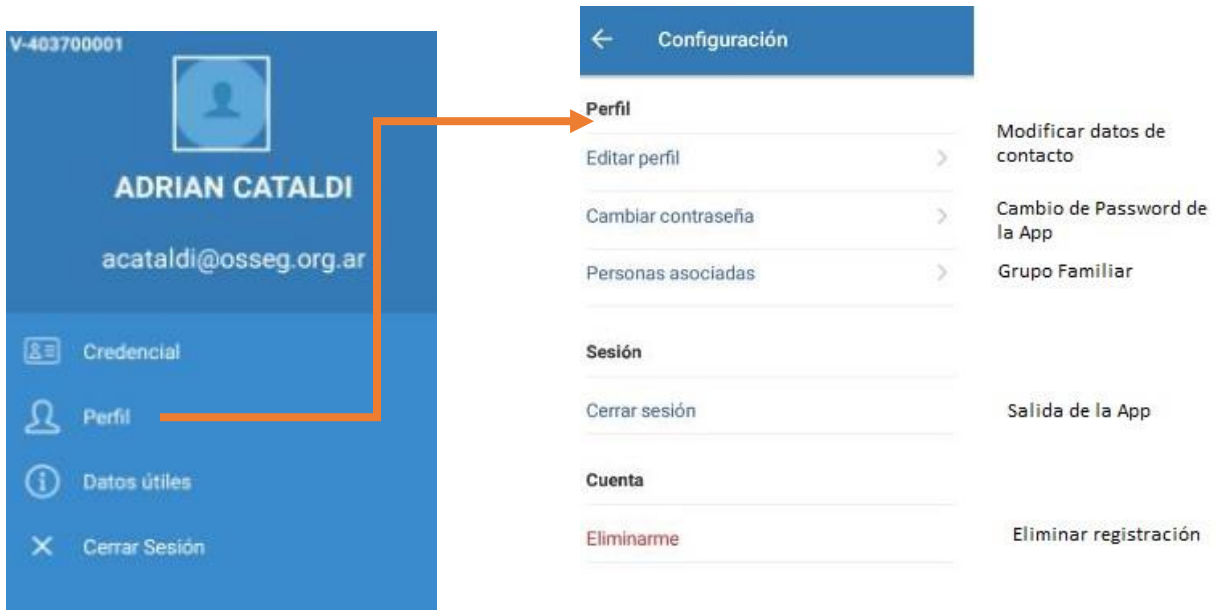 V-403700001
ADRIAN CATALDI
acataldi@osseg.org.ar
Credencial
Perfil
Datos útiles
Cerrar Sesión
Configuración
Perfil
Editar perfil
Modificar datos de
contacto
Cambiar contraseña
Cambio de Password de
la App
Personas asociadas
Grupo Familiar
Sesión
Cerrar sesión
Salida de la App
Cuenta
Eliminarme
Eliminar registración